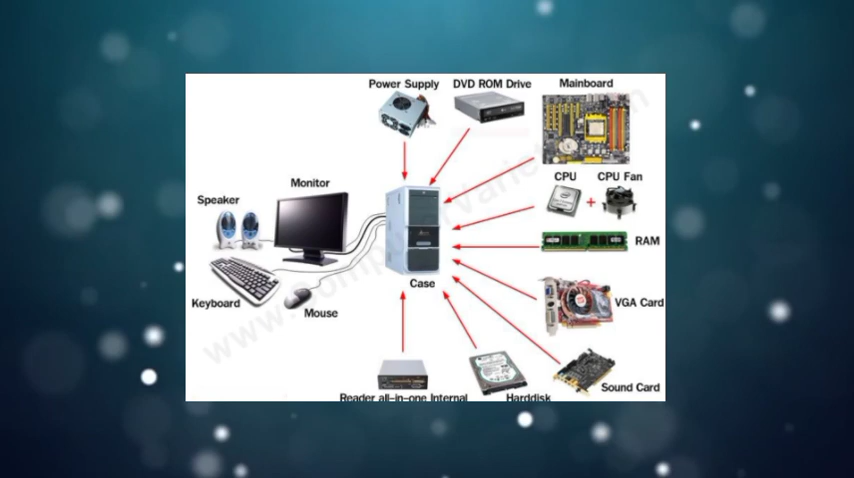 Power Supply
DVD ROM Drive
Mainboard
CPU
CPU Fan
Monitor
Speaker
RAM
Case
Keyboard
Mouse
VGA Card
Sound Card
Reader all-in-one Internal
Harddisk